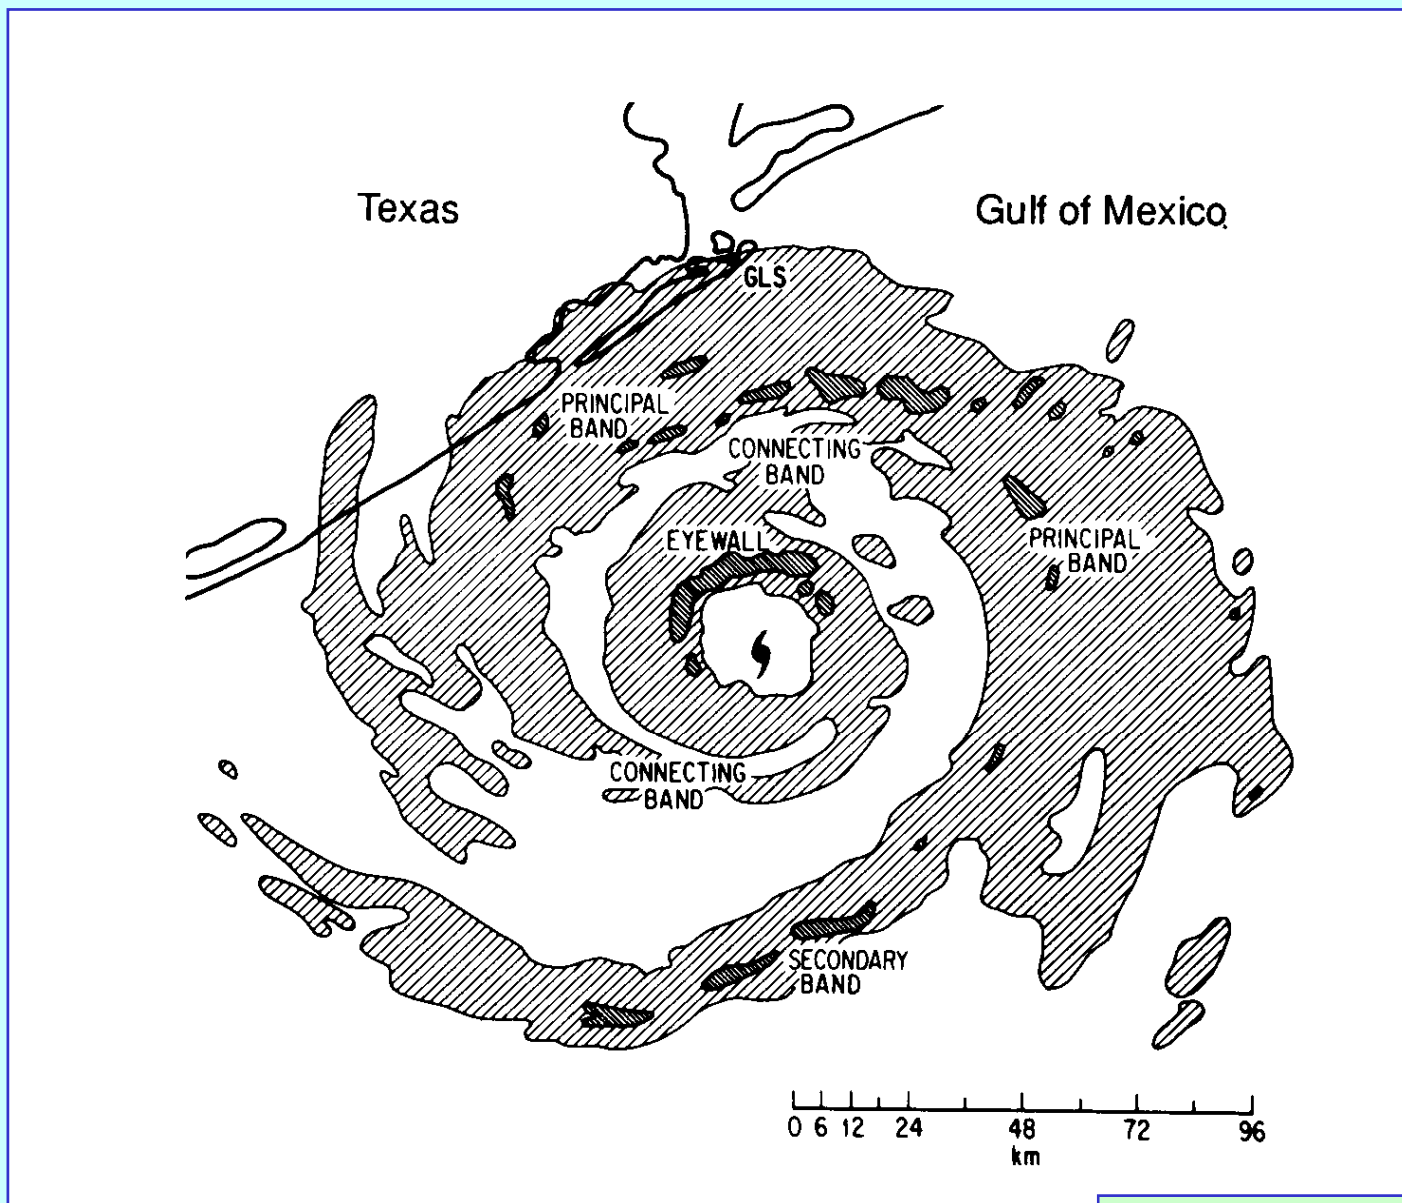 Texas
Gulf of Mexico
GLS
PRINCIPAL
BAND
CONNECTING
BAND
EYEWALL
PRINCIPAL
BAND
CONNECTING
BAND
SECONDARY
BAND
0 6 12 24 48 72 96
km